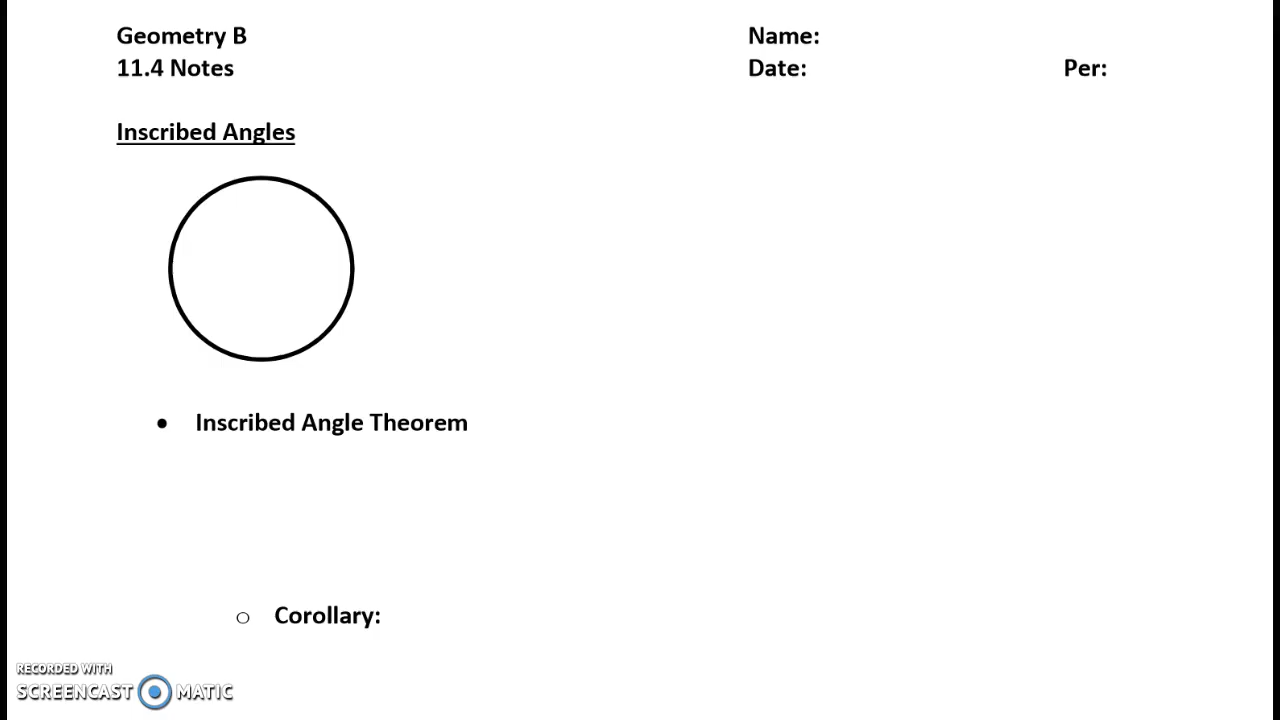 Geometry B
Name:
11.4 Notes
Date:
Per:
Inscribed Angles
• Inscribed Angle Theorem
o Corollary:
RECORDED WITH
SCREENCAST MATIC